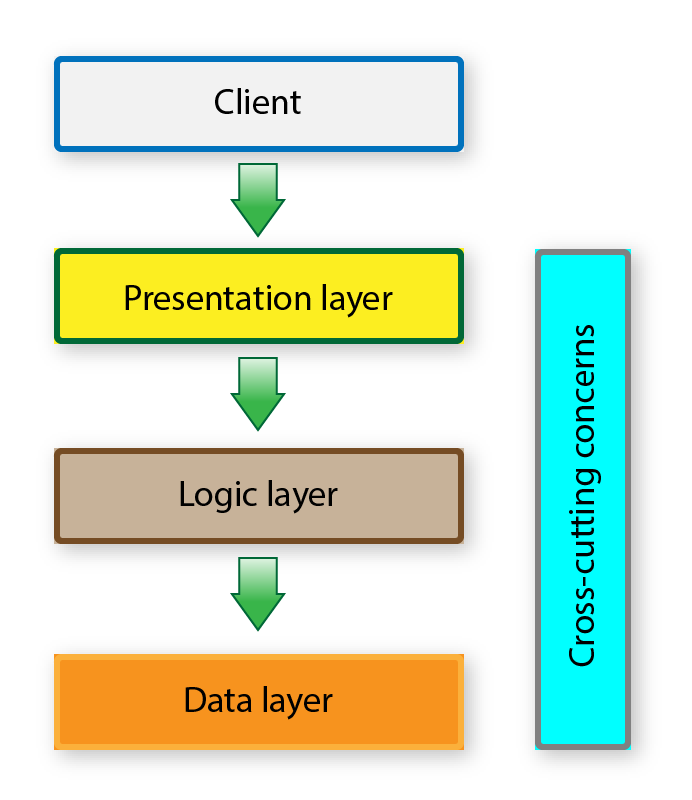 Client
Presentation layer
Logic layer
Data layer
Cross-cutting concerns